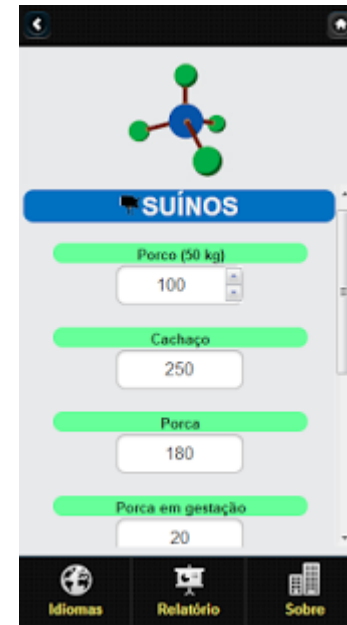 SUÍNOS
Porco (50 kg)
100
Cachaço
250
Porca
180
Porca em gestação
20
Idiomas Relatório Sobre